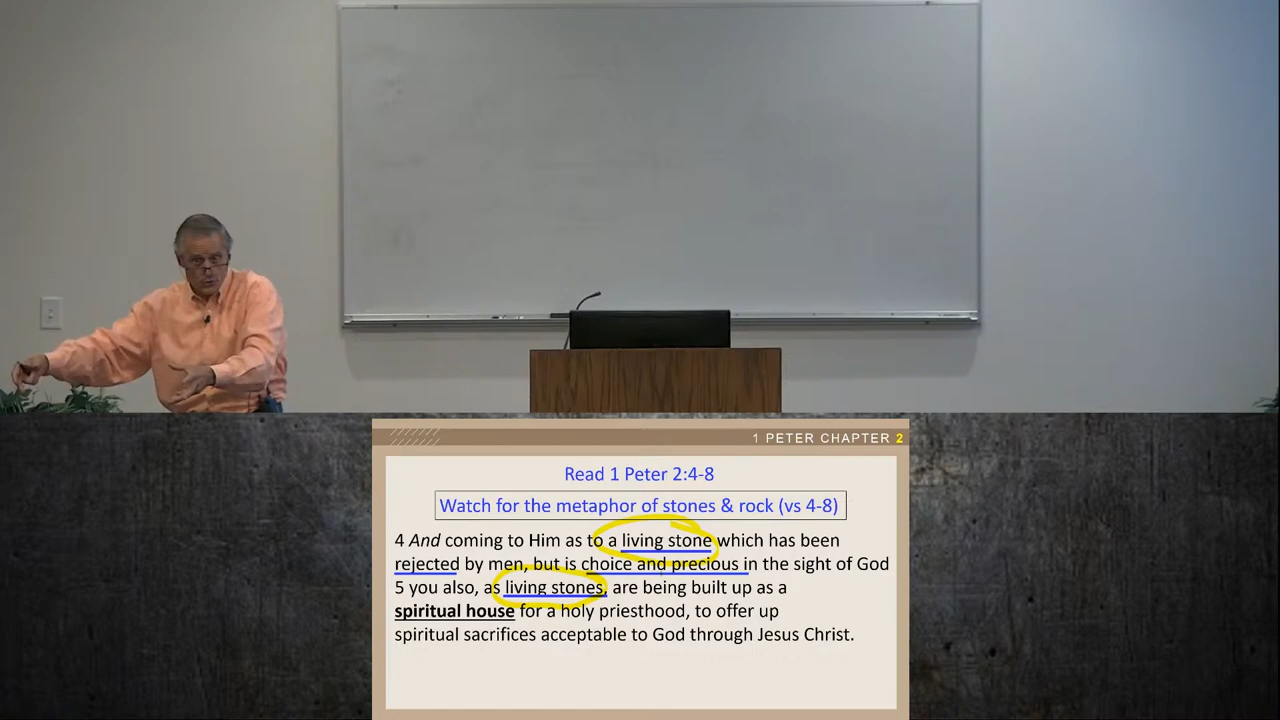 1 PETER CHAPTER 2
Read 1 Peter 2:4-8
Watch for the metaphor of stones & rock (vs 4-8)
4 And coming to Him as to a living stone which has been
rejected by men, but is choice and precious in the sight of God
5 you also, as living stones, are being built up as a
spiritual house for a holy priesthood, to offer up
spiritual sacrifices acceptable to God through Jesus Christ.